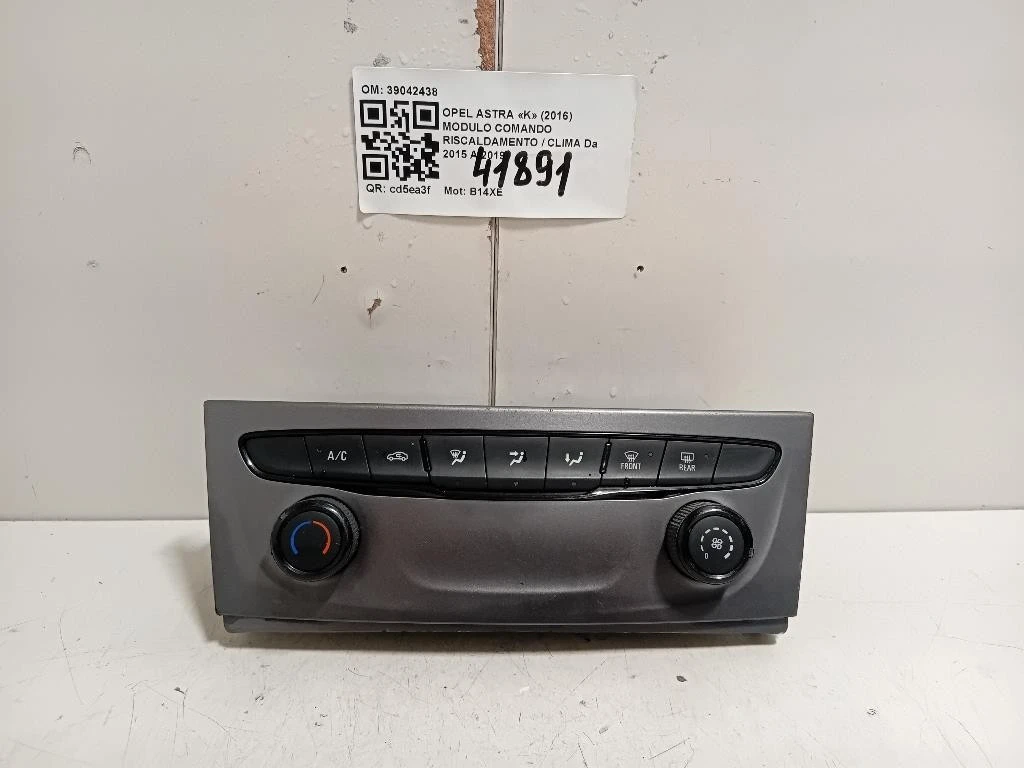 OM: 39042438
OPEL ASTRA «K» (2016)
MODULO COMANDO
RISCALDAMENTO / CLIMA Da
2015 A 2019
41891
QR: cd5ea3f Mot: B14XE
A/C
FRONT
REAR
0